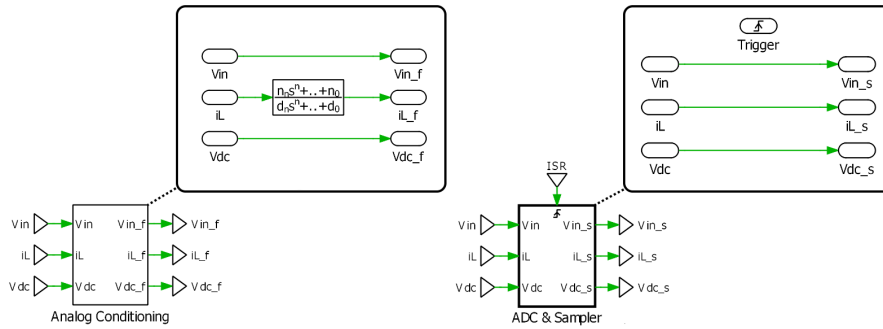 Vin Vin_f
nₙsⁿ+..+n₀
dₙsⁿ+..+d₀
iL iL_f
Vdc Vdc_f
Trigger
Vin Vin_s
iL iL_s
Vdc Vdc_s
Vin Vin Vin_f Vin_f
iL iL iL_f iL_f
Vdc Vdc Vdc_f Vdc_f
Analog Conditioning
ISR
Vin Vin Vin_s Vin_s
iL iL iL_s iL_s
Vdc Vdc Vdc_s Vdc_s
ADC & Sampler